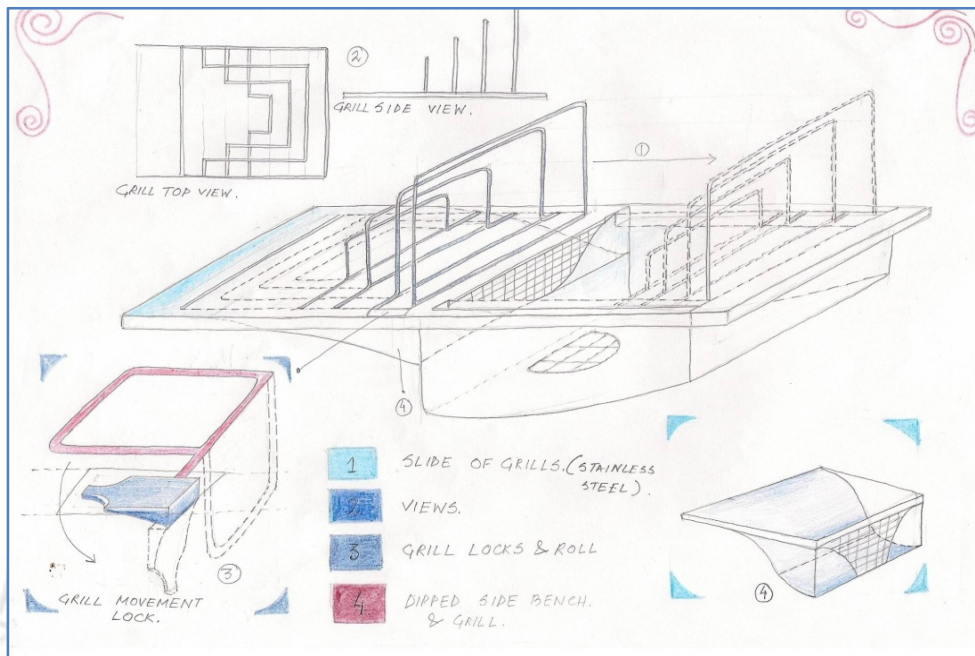 ②
GRILL SIDE VIEW.
GRILL TOP VIEW.
①
④
③
GRILL MOVEMENT
LOCK.
1 SLIDE OF GRILLS. (STAINLESS
STEEL).
2 VIEWS.
3 GRILL LOCKS & ROLL
4 DIPPED SIDE BENCH.
& GRILL.
④